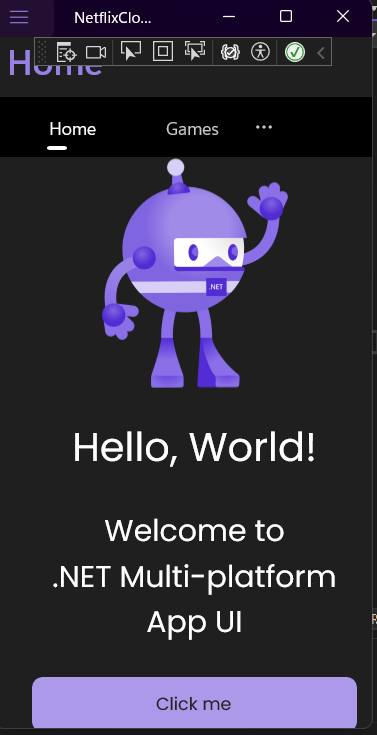 NetflixClo...
Home
Home
Games
...
.NET
Hello, World!
Welcome to
.NET Multi-platform
App UI
Click me